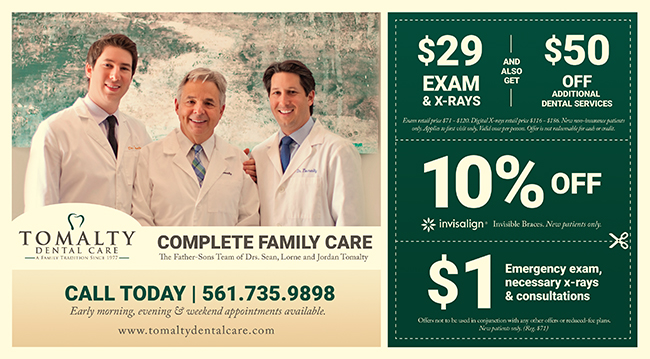 TOMALTY
DENTAL CARE
A FAMILY TRADITION SINCE 1977
COMPLETE FAMILY CARE
The Father-Sons Team of Drs. Sean, Lorne and Jordan Tomalty
CALL TODAY | 561.735.9898
Early morning, evening & weekend appointments available.
www.tomaltydentalcare.com
$29
EXAM
& X-RAYS
AND
ALSO
GET
$50
OFF
ADDITIONAL
DENTAL SERVICES
Exam retail price $71 - $120. Digital X-rays retail price $116 - $186. New non-insurance patients
only. Applies to first visit only. Valid once per person. Offer is not redeemable for cash or credit.
10% OFF
invisalign® Invisible Braces. New patients only.
$1
Emergency exam,
necessary x-rays
& consultations
Offers not to be used in conjunction with any other offers or reduced-fee plans.
New patients only. (Reg. $71)